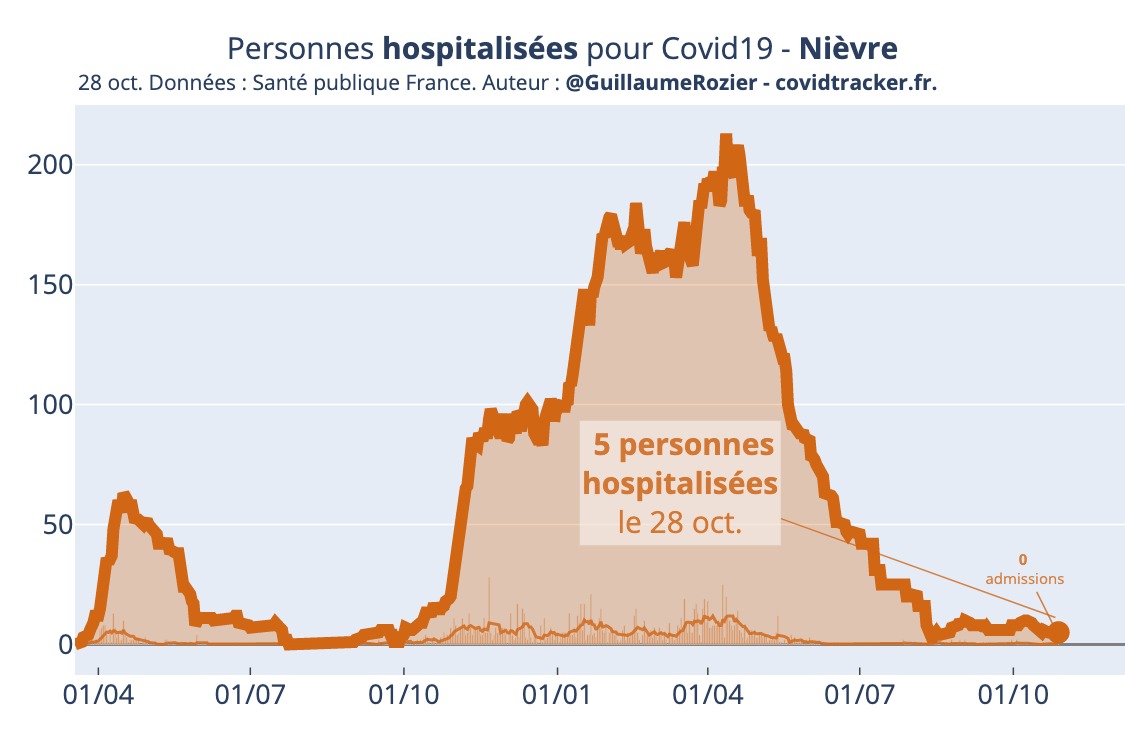 Personnes hospitalisées pour Covid19 - Nièvre
28 oct. Données : Santé publique France. Auteur : @GuillaumeRozier - covidtracker.fr.
200
150
100
50
0
5 personnes
hospitalisées
le 28 oct.
0
admissions
01/04 01/07 01/10 01/01 01/04 01/07 01/10